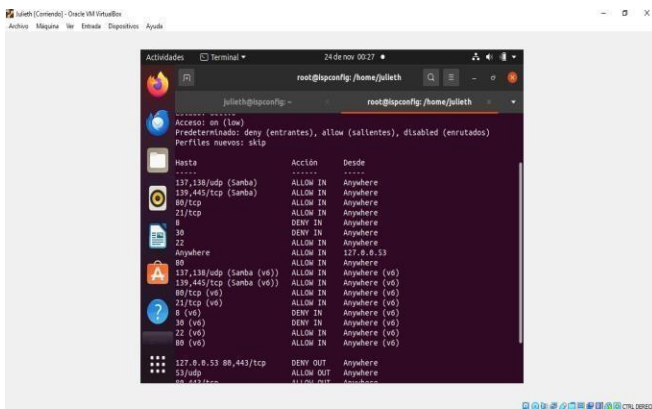 Julieth [Corriendo] - Oracle VM VirtualBox
Archivo Máquina Ver Entrada Dispositivos Ayuda
Actividades Terminal 24 de nov 00:27
root@ispconfig: /home/julieth
julieth@ispconfig: ~ root@ispconfig: /home/julieth
Acceso: on (low)
Predeterminado: deny (entrantes), allow (salientes), disabled (enrutados)
Perfiles nuevos: skip
Hasta Acción Desde
----- ------ -----
137,138/udp (Samba) ALLOW IN Anywhere
139,445/tcp (Samba) ALLOW IN Anywhere
80/tcp ALLOW IN Anywhere
21/tcp ALLOW IN Anywhere
8 DENY IN Anywhere
30 DENY IN Anywhere
22 ALLOW IN Anywhere
Anywhere ALLOW IN 127.0.0.53
80 ALLOW IN Anywhere
137,138/udp (Samba (v6)) ALLOW IN Anywhere (v6)
139,445/tcp (Samba (v6)) ALLOW IN Anywhere (v6)
80/tcp (v6) ALLOW IN Anywhere (v6)
21/tcp (v6) ALLOW IN Anywhere (v6)
8 (v6) DENY IN Anywhere (v6)
30 (v6) DENY IN Anywhere (v6)
22 (v6) ALLOW IN Anywhere (v6)
80 (v6) ALLOW IN Anywhere (v6)
127.0.0.53 80,443/tcp DENY OUT Anywhere
53/udp ALLOW OUT Anywhere
80,443/tcp ALLOW OUT Anywhere
CTRL DERECHO